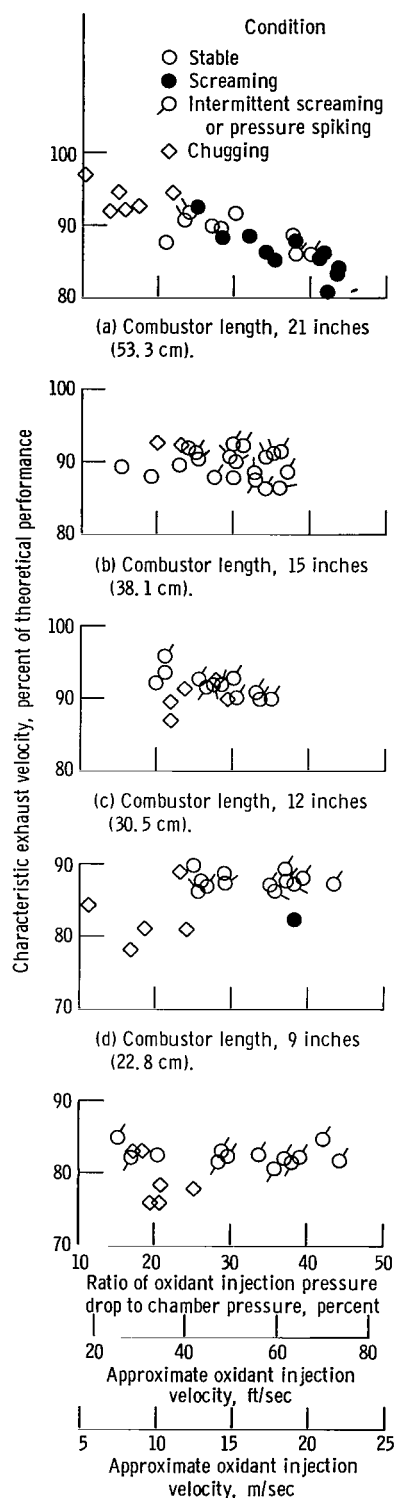 Condition
Stable
Screaming
Intermittent screaming
or pressure spiking
Chugging
100
90
80
(a) Combustor length, 21 inches
(53.3 cm).
Characteristic exhaust velocity, percent of theoretical performance
100
90
80
(b) Combustor length, 15 inches
(38.1 cm).
100
90
80
(c) Combustor length, 12 inches
(30.5 cm).
90
80
70
(d) Combustor length, 9 inches
(22.8 cm).
90
80
70
10 20 30 40 50
Ratio of oxidant injection pressure
drop to chamber pressure, percent
20 40 60 80
Approximate oxidant injection
velocity, ft/sec
5 10 15 20 25
Approximate oxidant injection
velocity, m/sec